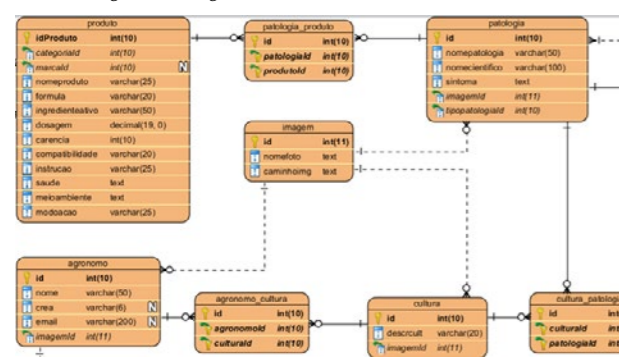 produto
idProduto int(10)
categoriaId int(10)
marcaId int(10) N
nomeproduto varchar(25)
formula varchar(20)
ingredienteativo varchar(50)
dosagem decimal(19, 0)
carencia int(10)
compatibilidade varchar(20)
instrucao varchar(25)
saude text
meioambiente text
modoacao varchar(25)
patologia_produto
id int(10)
patologiaId int(10)
produtoId int(10)
patologia
id int(10)
nomepatologia varchar(50)
nomecientifico varchar(100)
sintoma text
imagemId int(11)
tipopatologiaId int(10)
imagem
id int(11)
nomefoto text
caminhoimg text
agronomo
id int(10)
nome varchar(50)
crea varchar(6) N
email varchar(200) N
imagemId int(11)
agronomo_cultura
id int(10)
agronomoId int(10)
culturaId int(10)
cultura
id int(10)
descrcult varchar(20)
imagemId int(11)
cultura_patologi
id
culturaId
patologiaId